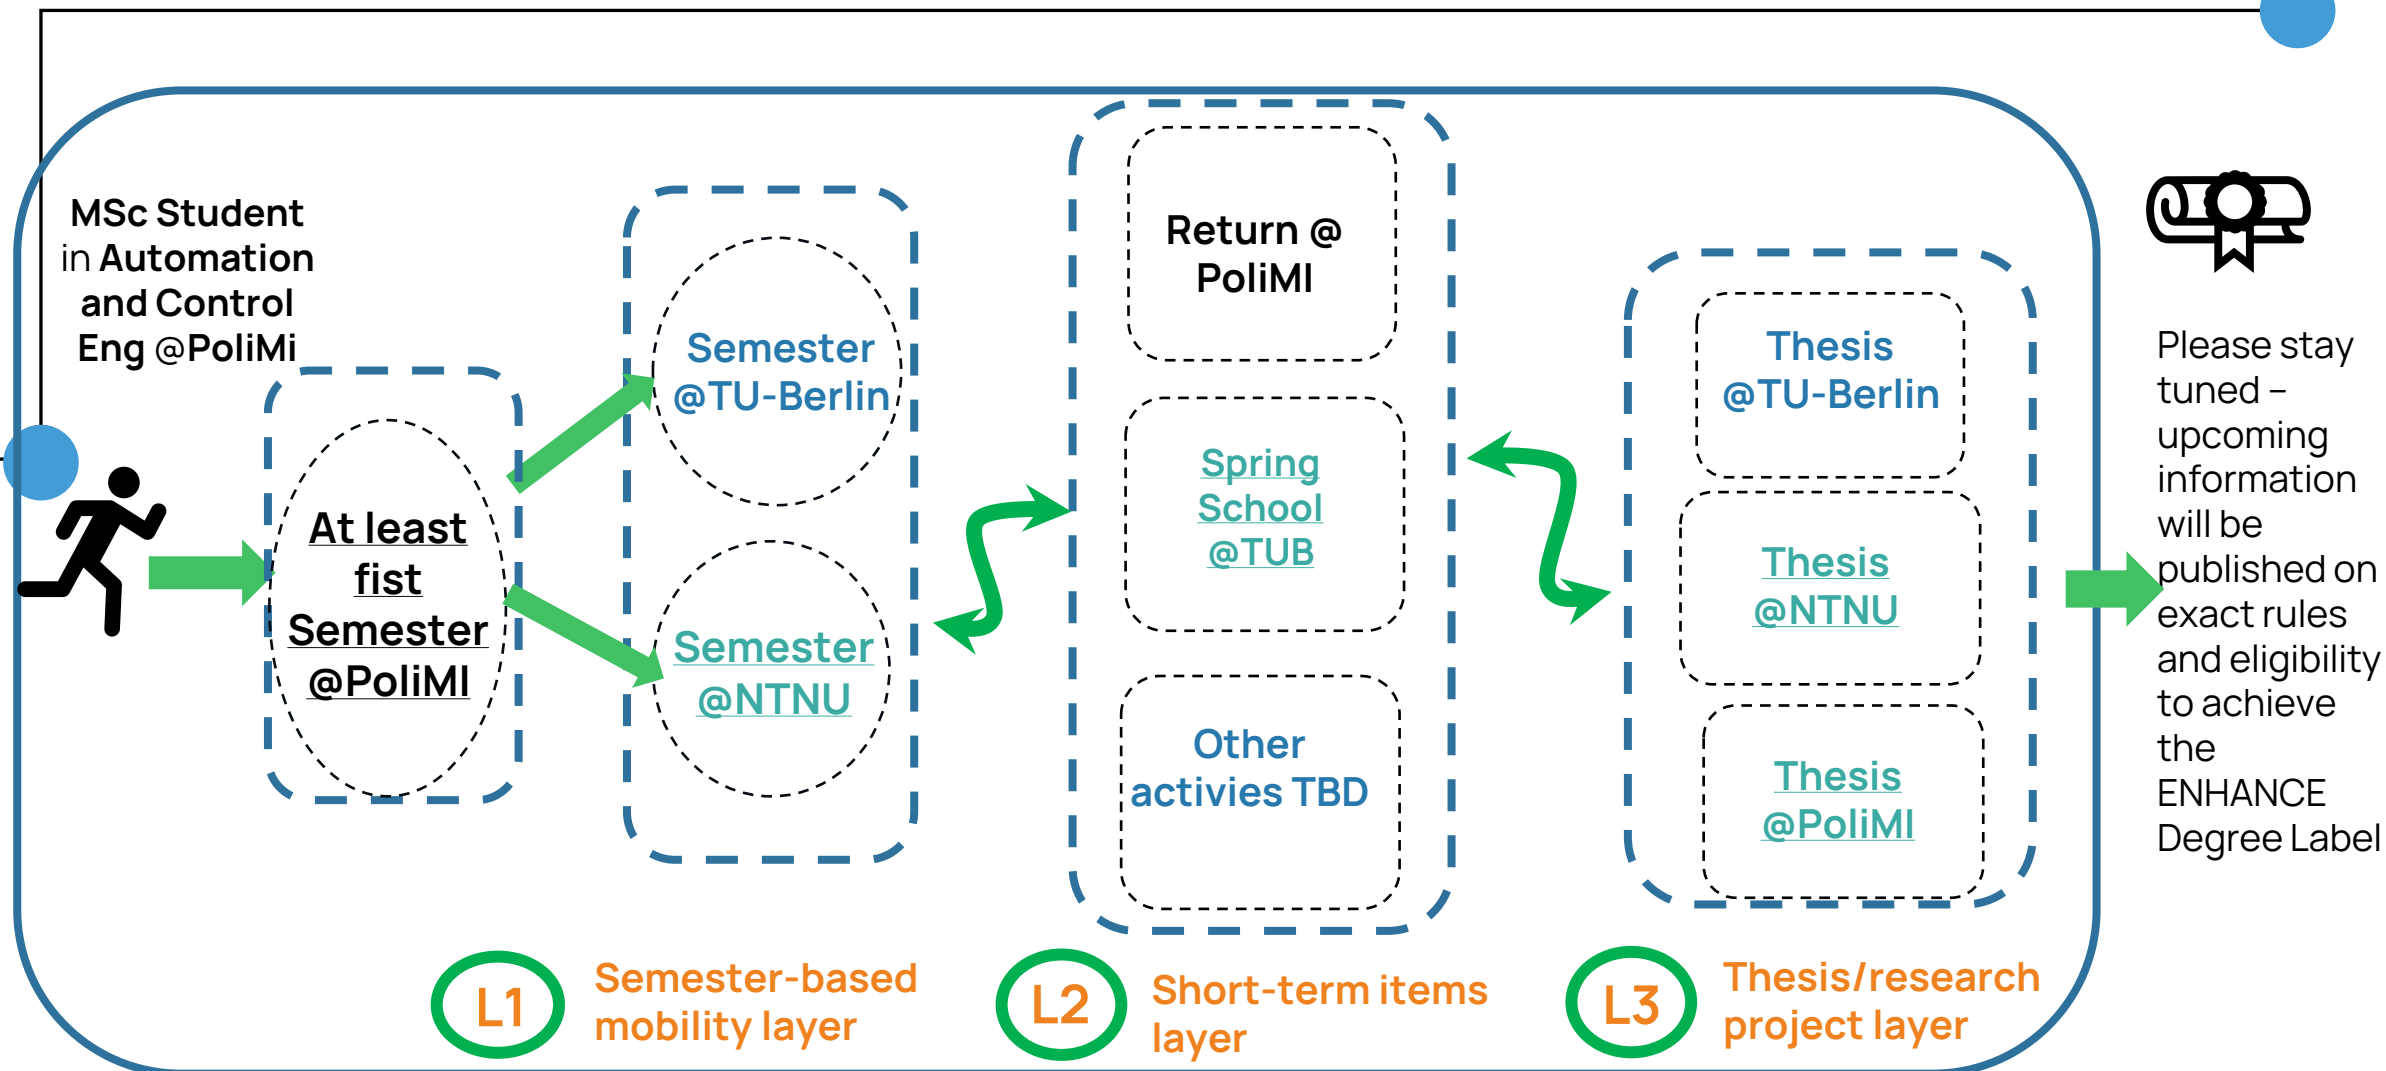 MSc Student
in Automation
and Control
Eng @PoliMi
At least
fist
Semester
@PoliMI
Semester
@TU-Berlin
Semester
@NTNU
Return @
PoliMI
Spring
School
@TUB
Other
activies TBD
Thesis
@TU-Berlin
Thesis
@NTNU
Thesis
@PoliMI
Please stay
tuned –
upcoming
information
will be
published on
exact rules
and eligibility
to achieve
the
ENHANCE
Degree Label
L1
Semester-based
mobility layer
L2
Short-term items
layer
L3
Thesis/research
project layer